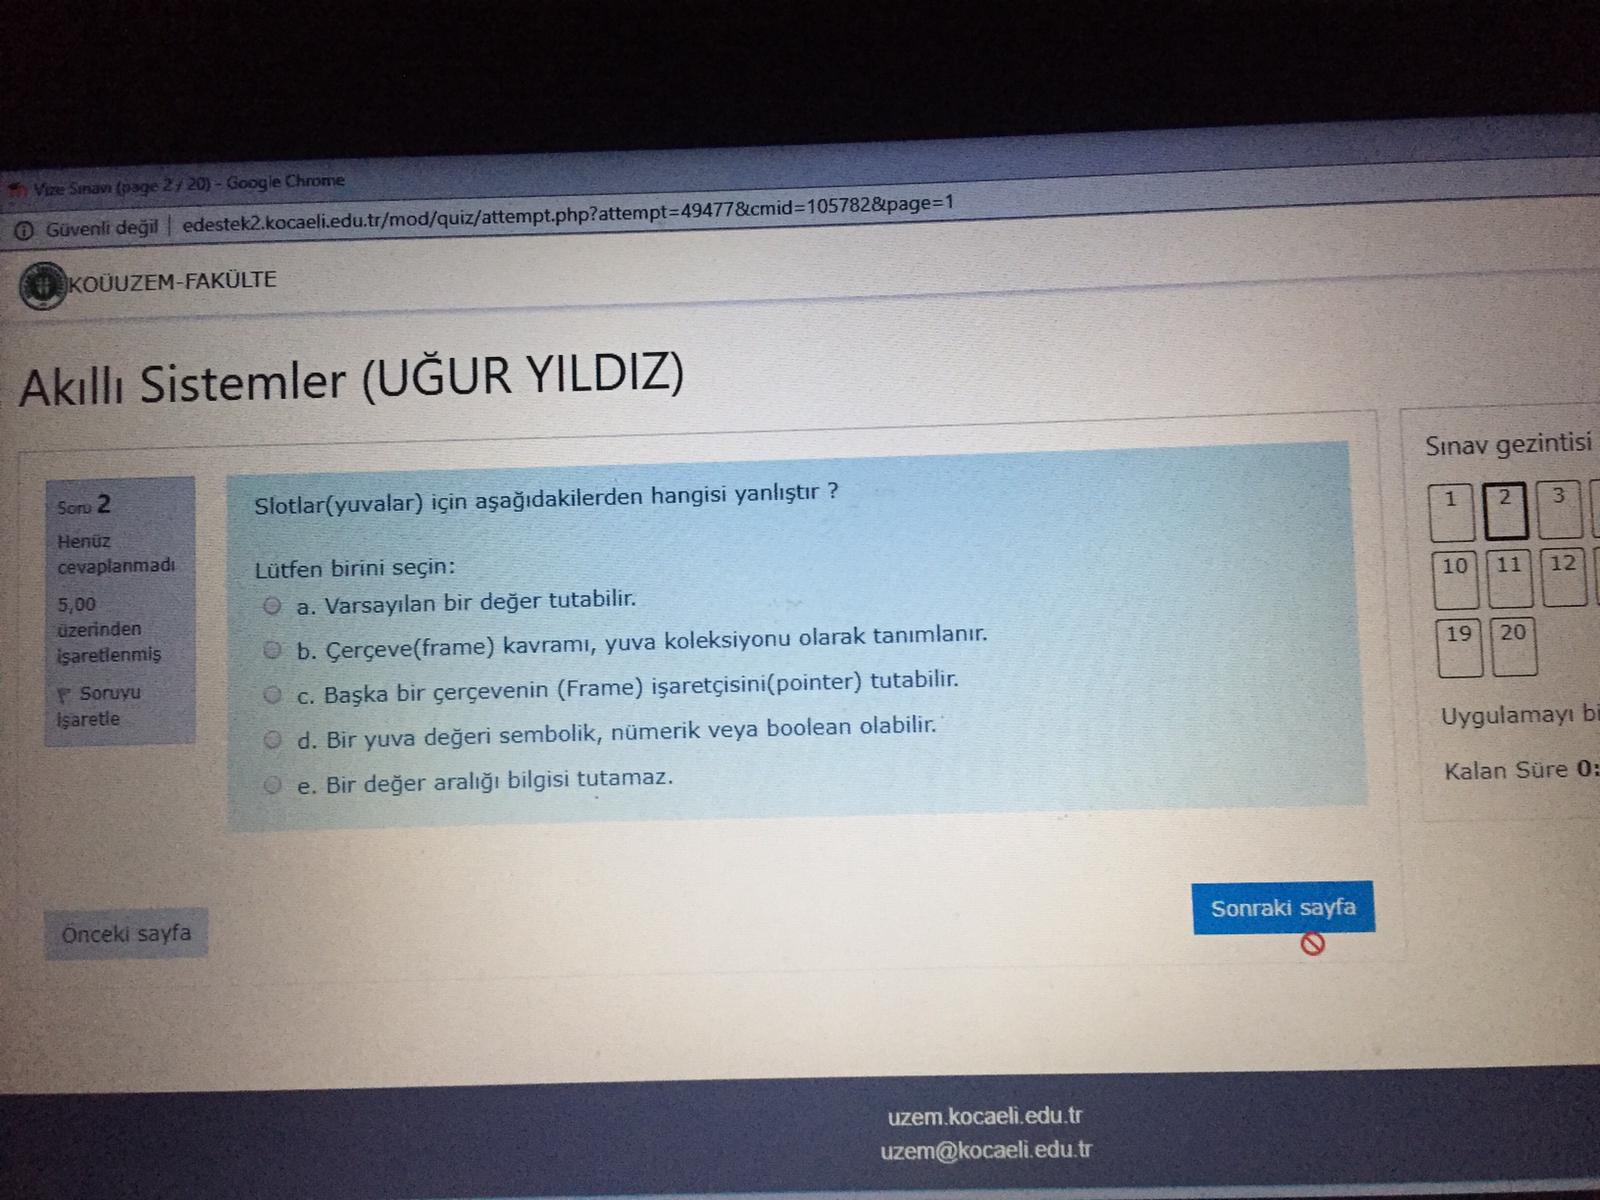 Vize Sınavı (page 2 / 20) - Google Chrome
Güvenli değil | edestek2.kocaeli.edu.tr/mod/quiz/attempt.php?attempt=49477&cmid=105782&page=1
KOÜUZEM-FAKÜLTE
Akıllı Sistemler (UĞUR YILDIZ)
Soru 2
Henüz
cevaplanmadı
5,00
üzerinden
işaretlenmiş
Soruyu
işaretle
Slotlar(yuvalar) için aşağıdakilerden hangisi yanlıştır ?
Lütfen birini seçin:
a. Varsayılan bir değer tutabilir.
b. Çerçeve(frame) kavramı, yuva koleksiyonu olarak tanımlanır.
c. Başka bir çerçevenin (Frame) işaretçisini(pointer) tutabilir.
d. Bir yuva değeri sembolik, nümerik veya boolean olabilir.
e. Bir değer aralığı bilgisi tutamaz.
Önceki sayfa
Sonraki sayfa
Sınav gezintisi
1 2 3
10 11 12
19 20
Uygulamayı bi
Kalan Süre 0:
uzem.kocaeli.edu.tr
uzem@kocaeli.edu.tr